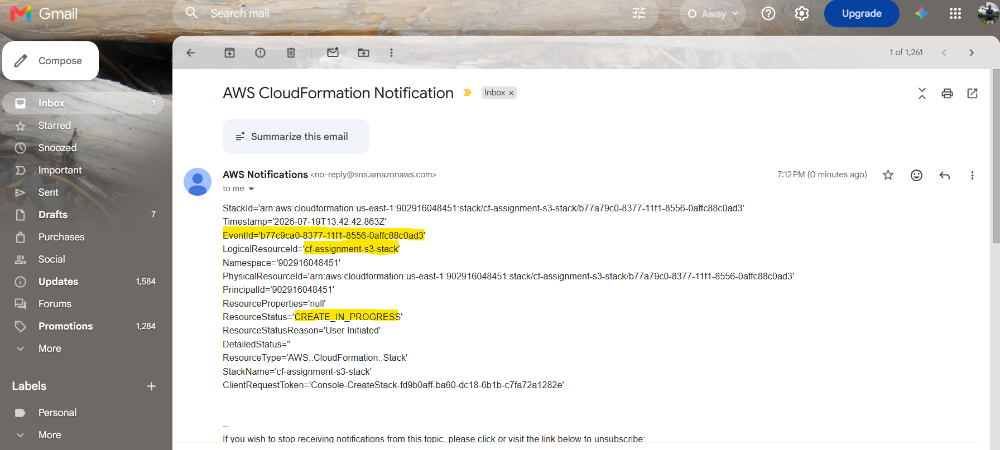 Gmail
Search mail
Away
Upgrade
Compose
1 of 1,261
Inbox 1
Starred
Snoozed
Important
Sent
Drafts 7
Purchases
Social
Updates 1,584
Forums
Promotions 1,284
More
Labels
Personal
More
AWS CloudFormation Notification
Inbox ×
Summarize this email
AWS Notifications <no-reply@sns.amazonaws.com>
7:12 PM (0 minutes ago)
to me
StackId='arn:aws:cloudformation:us-east-1:902916048451:stack/cf-assignment-s3-stack/b77a79c0-8377-11f1-8556-0affc88c0ad3'
Timestamp='2026-07-19T13:42:42.863Z'
EventId='b77c9ca0-8377-11f1-8556-0affc88c0ad3'
LogicalResourceId='cf-assignment-s3-stack'
Namespace='902916048451'
PhysicalResourceId='arn:aws:cloudformation:us-east-1:902916048451:stack/cf-assignment-s3-stack/b77a79c0-8377-11f1-8556-0affc88c0ad3'
PrincipalId='902916048451'
ResourceProperties='null'
ResourceStatus='CREATE_IN_PROGRESS'
ResourceStatusReason='User Initiated'
DetailedStatus=''
ResourceType='AWS::CloudFormation::Stack'
StackName='cf-assignment-s3-stack'
ClientRequestToken='Console-CreateStack-fd9b0aff-ba60-dc18-6b1b-c7fa72a1282e'
--
If you wish to stop receiving notifications from this topic, please click or visit the link below to unsubscribe: